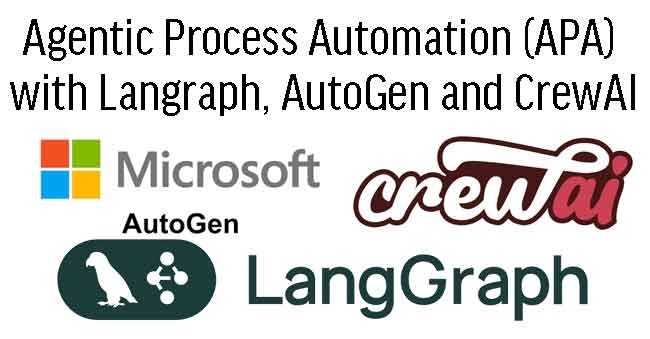 Agentic Process Automation (APA)
with Langraph, AutoGen and CrewAI
Microsoft
crewai
AutoGen
LangGraph